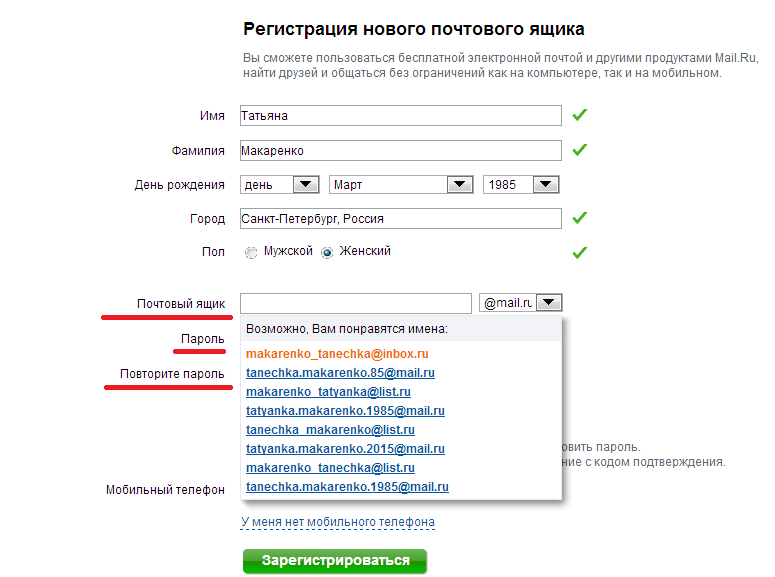 Регистрация нового почтового ящика
Вы сможете пользоваться бесплатной электронной почтой и другими продуктами Mail.Ru,
найти друзей и общаться без ограничений как на компьютере, так и на мобильном.
Имя Татьяна
Фамилия Макаренко
День рождения день Март 1985
Город Санкт-Петербург, Россия
Пол Мужской Женский
Почтовый ящик @mail.ru
Возможно, Вам понравятся имена:
Пароль
makarenko_tanechka@inbox.ru
Повторите пароль tanechka.makarenko.85@mail.ru
makarenko_tatyanka@list.ru
tatyanka.makarenko.1985@mail.ru
tanechka_makarenko@list.ru
tatyanka.makarenko.2015@mail.ru овить пароль.
makarenko_tanechka@list.ru ние с кодом подтверждения.
Мобильный телефон tanechka.makarenko.1985@mail.ru
У меня нет мобильного телефона
Зарегистрироваться